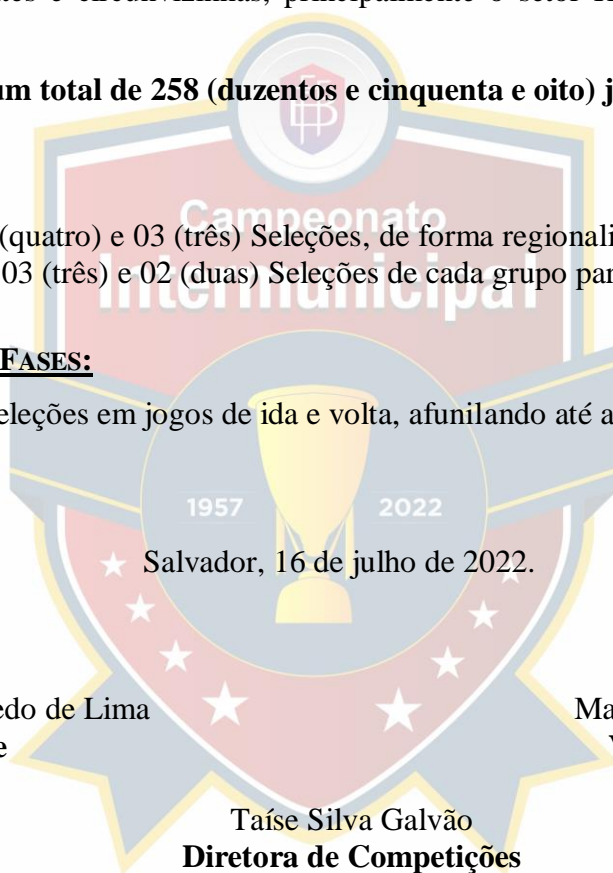 um total de 258 (duzentos e cinquenta e oito) j
Campeonato
(quatro) e 03 (três) Seleções, de forma regionali
03 (três) e 02 (duas) Seleções de cada grupo par
Intermunicipal
FASES:
eleções em jogos de ida e volta, afunilando até a
1957 2022
Salvador, 16 de julho de 2022.
edo de Lima Ma
e
Taíse Silva Galvão
Diretora de Competições